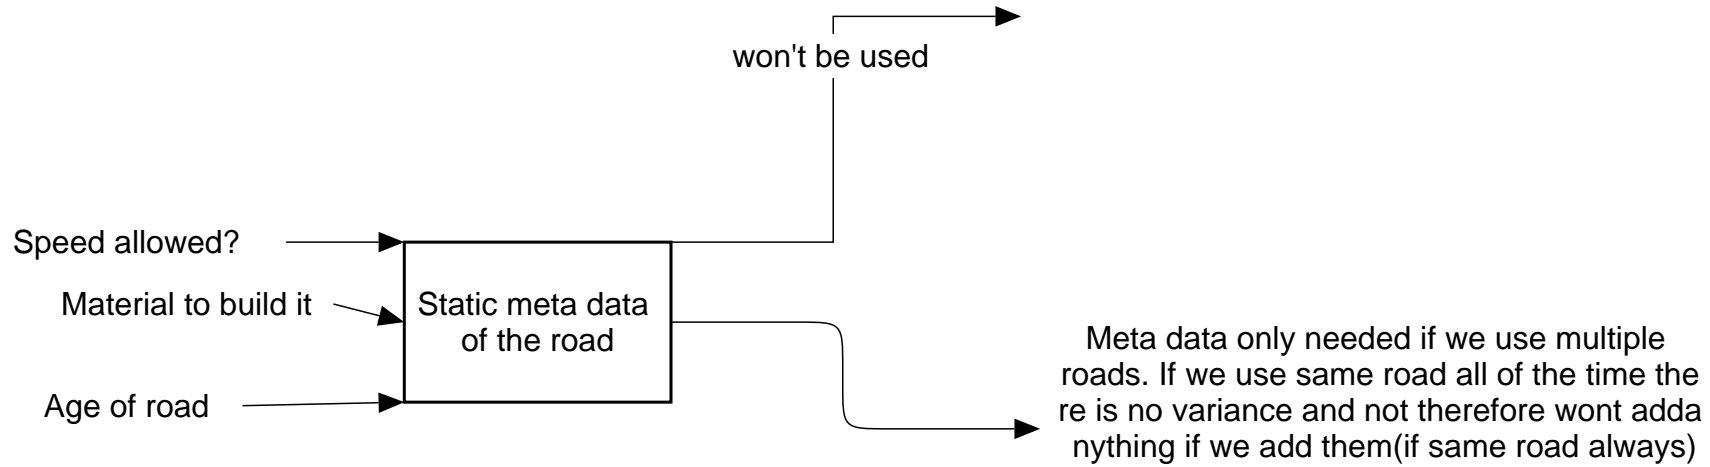 won't be used
Speed allowed?
Material to build it
Age of road
Static meta data
of the road
Meta data only needed if we use multiple
roads. If we use same road all of the time the
re is no variance and not therefore wont adda
nything if we add them(if same road always)